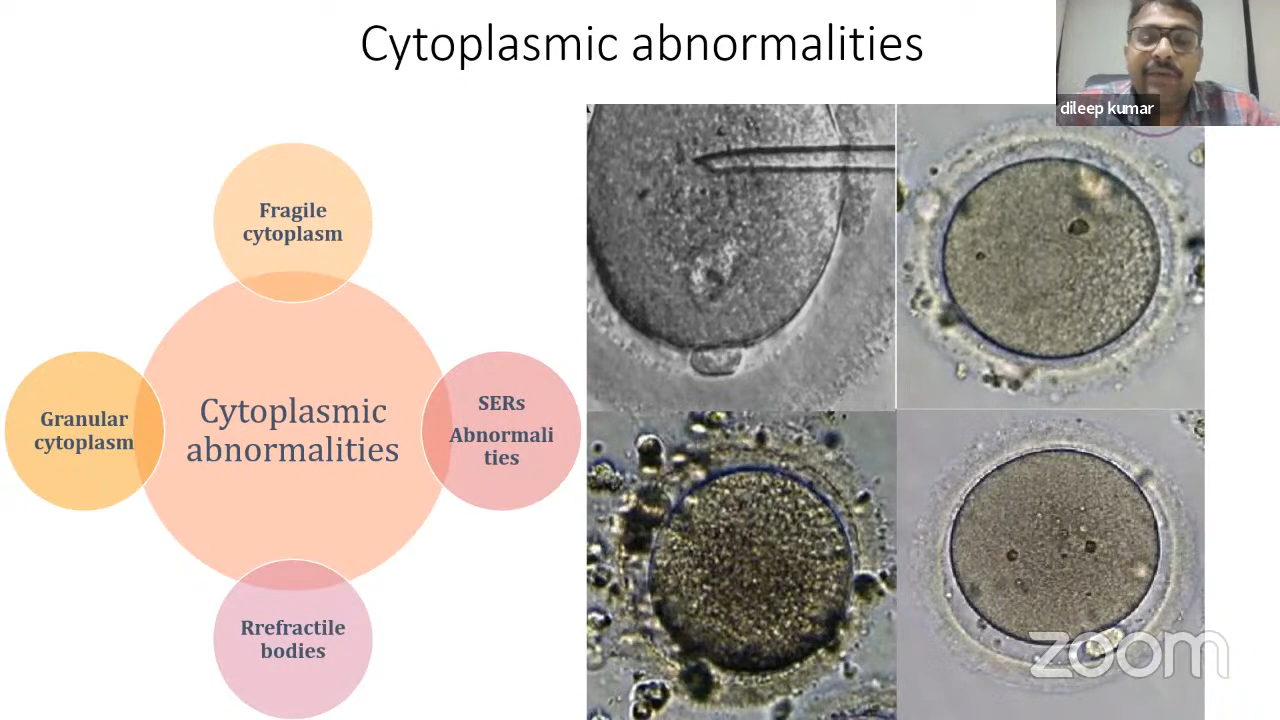 Cytoplasmic abnormalities
dileep kumar
Fragile
cytoplasm
Granular
cytoplasm
Cytoplasmic
abnormalities
SERs
Abnormali
ties
Rrefractile
bodies
zoom